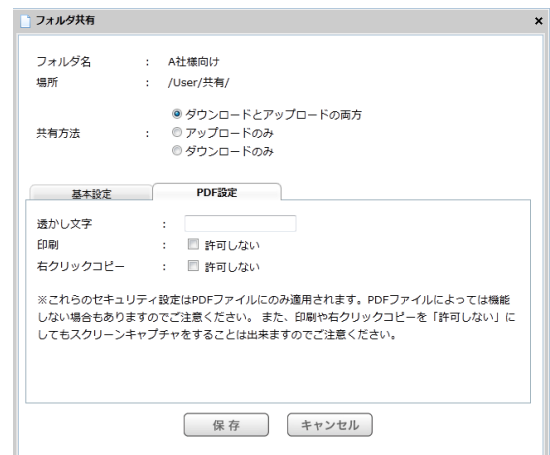 フォルダ共有
フォルダ名 : A社様向け
場所 : /User/共有/
ダウンロードとアップロードの両方
共有方法 : アップロードのみ
ダウンロードのみ
基本設定 PDF設定
透かし文字 :
印刷 : 許可しない
右クリックコピー : 許可しない
※これらのセキュリティ設定はPDFファイルにのみ適用されます。PDFファイルによっては機能
しない場合もありますのでご注意ください。 また、印刷や右クリックコピーを「許可しない」に
してもスクリーンキャプチャをすることは出来ますのでご注意ください。
保存 キャンセル